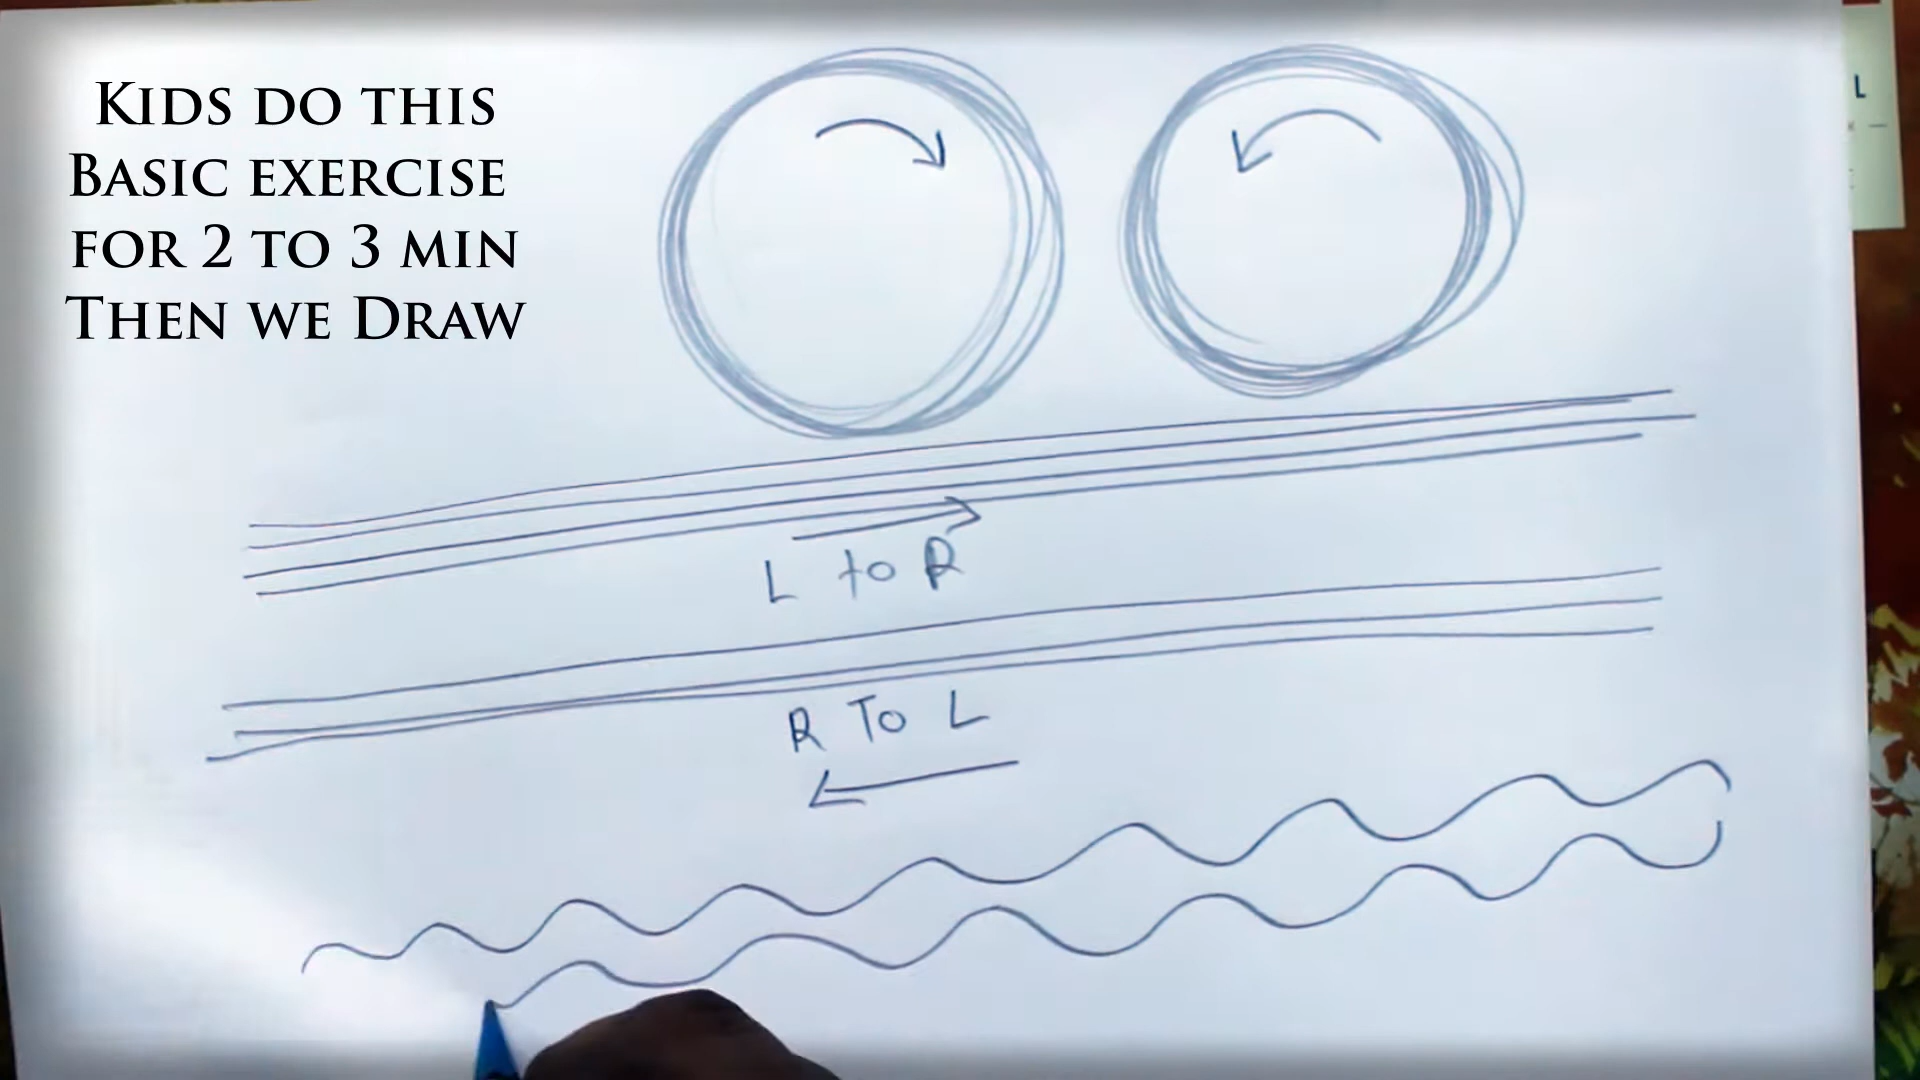 KIDS DO THIS
BASIC EXERCISE
FOR 2 TO 3 MIN
THEN WE DRAW
L
L to R
R To L